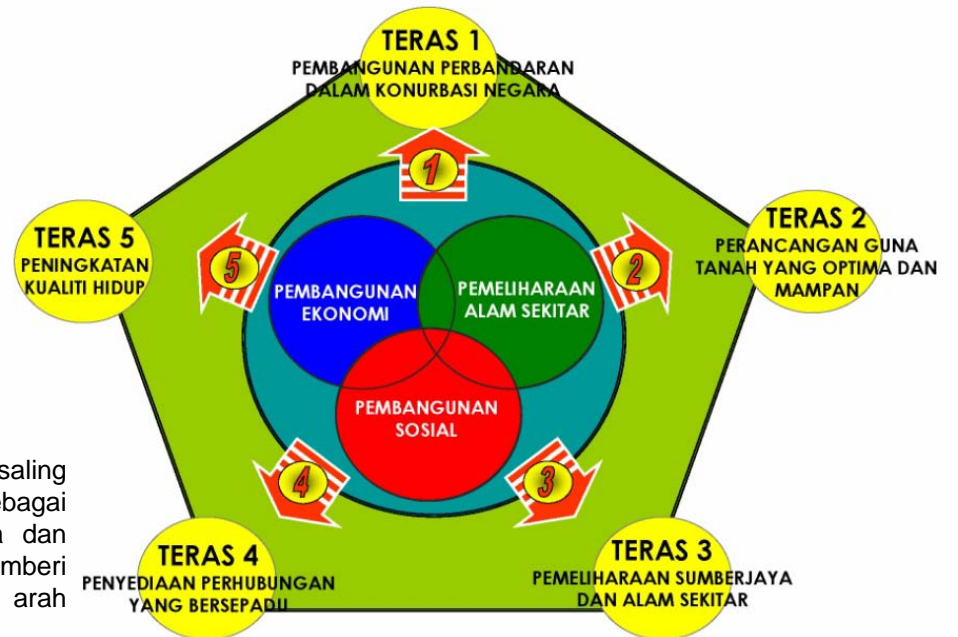 TERAS 1
PEMBANGUNAN PERBANDARAN
DALAM KONURBASI NEGARA
1
TERAS 5
PENINGKATAN
KUALITI HIDUP
5
2
TERAS 2
PERANCANGAN GUNA
TANAH YANG OPTIMA DAN
MAMPAN
PEMBANGUNAN
EKONOMI
PEMELIHARAAN
ALAM SEKITAR
PEMBANGUNAN
SOSIAL
4
3
saling
ebagai
dan
mberi
arah
TERAS 4
PENYEDIAAN PERHUBUNGAN
YANG BERSEPADU
TERAS 3
PEMELIHARAAN SUMBERJAYA
DAN ALAM SEKITAR